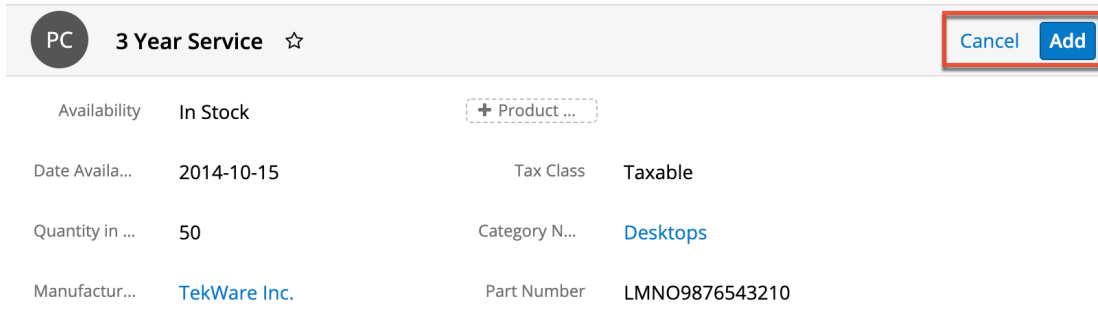 PC 3 Year Service Cancel Add
Availability In Stock + Product ...
Date Availa... 2014-10-15 Tax Class Taxable
Quantity in ... 50 Category N... Desktops
Manufactur... TekWare Inc. Part Number LMNO9876543210